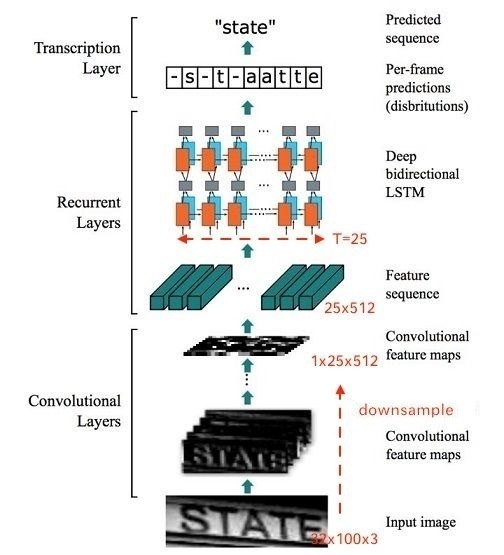 "state"
Predicted
sequence
Transcription
Layer
-s-t-aatte
Per-frame
predictions
(disbritutions)
...
...
Deep
bidirectional
LSTM
Recurrent
Layers
T=25
...
Feature
sequence
25x512
Convolutional
feature maps
1x25x512
...
Convolutional
Layers
downsample
STATE
Convolutional
feature maps
STATE
32x100x3
Input image